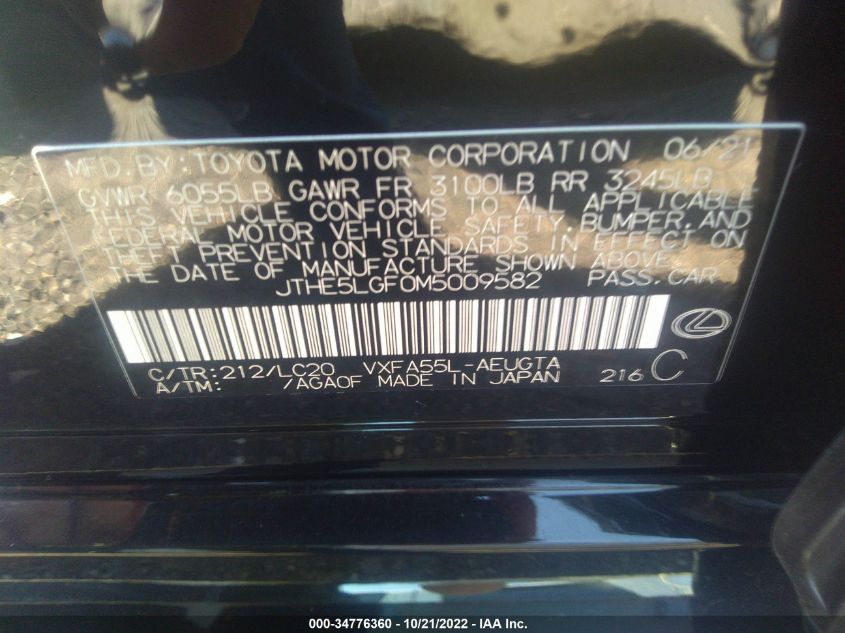 MFD. BY: TOYOTA MOTOR CORPORATION 06/21
GVWR 6055LB GAWR FR 3100LB RR 3245LB
THIS VEHICLE CONFORMS TO ALL APPLICABLE
FEDERAL MOTOR VEHICLE SAFETY, BUMPER, AND
THEFT PREVENTION STANDARDS IN EFFECT ON
THE DATE OF MANUFACTURE SHOWN ABOVE.
JTHE5LGF0M5009582 PASS. CAR
C/TR: 212/LC20 VXFA55L-AEUGTA
A/TM: /AGA0F MADE IN JAPAN 216 C
000-34776360 - 10/21/2022 - IAA Inc.